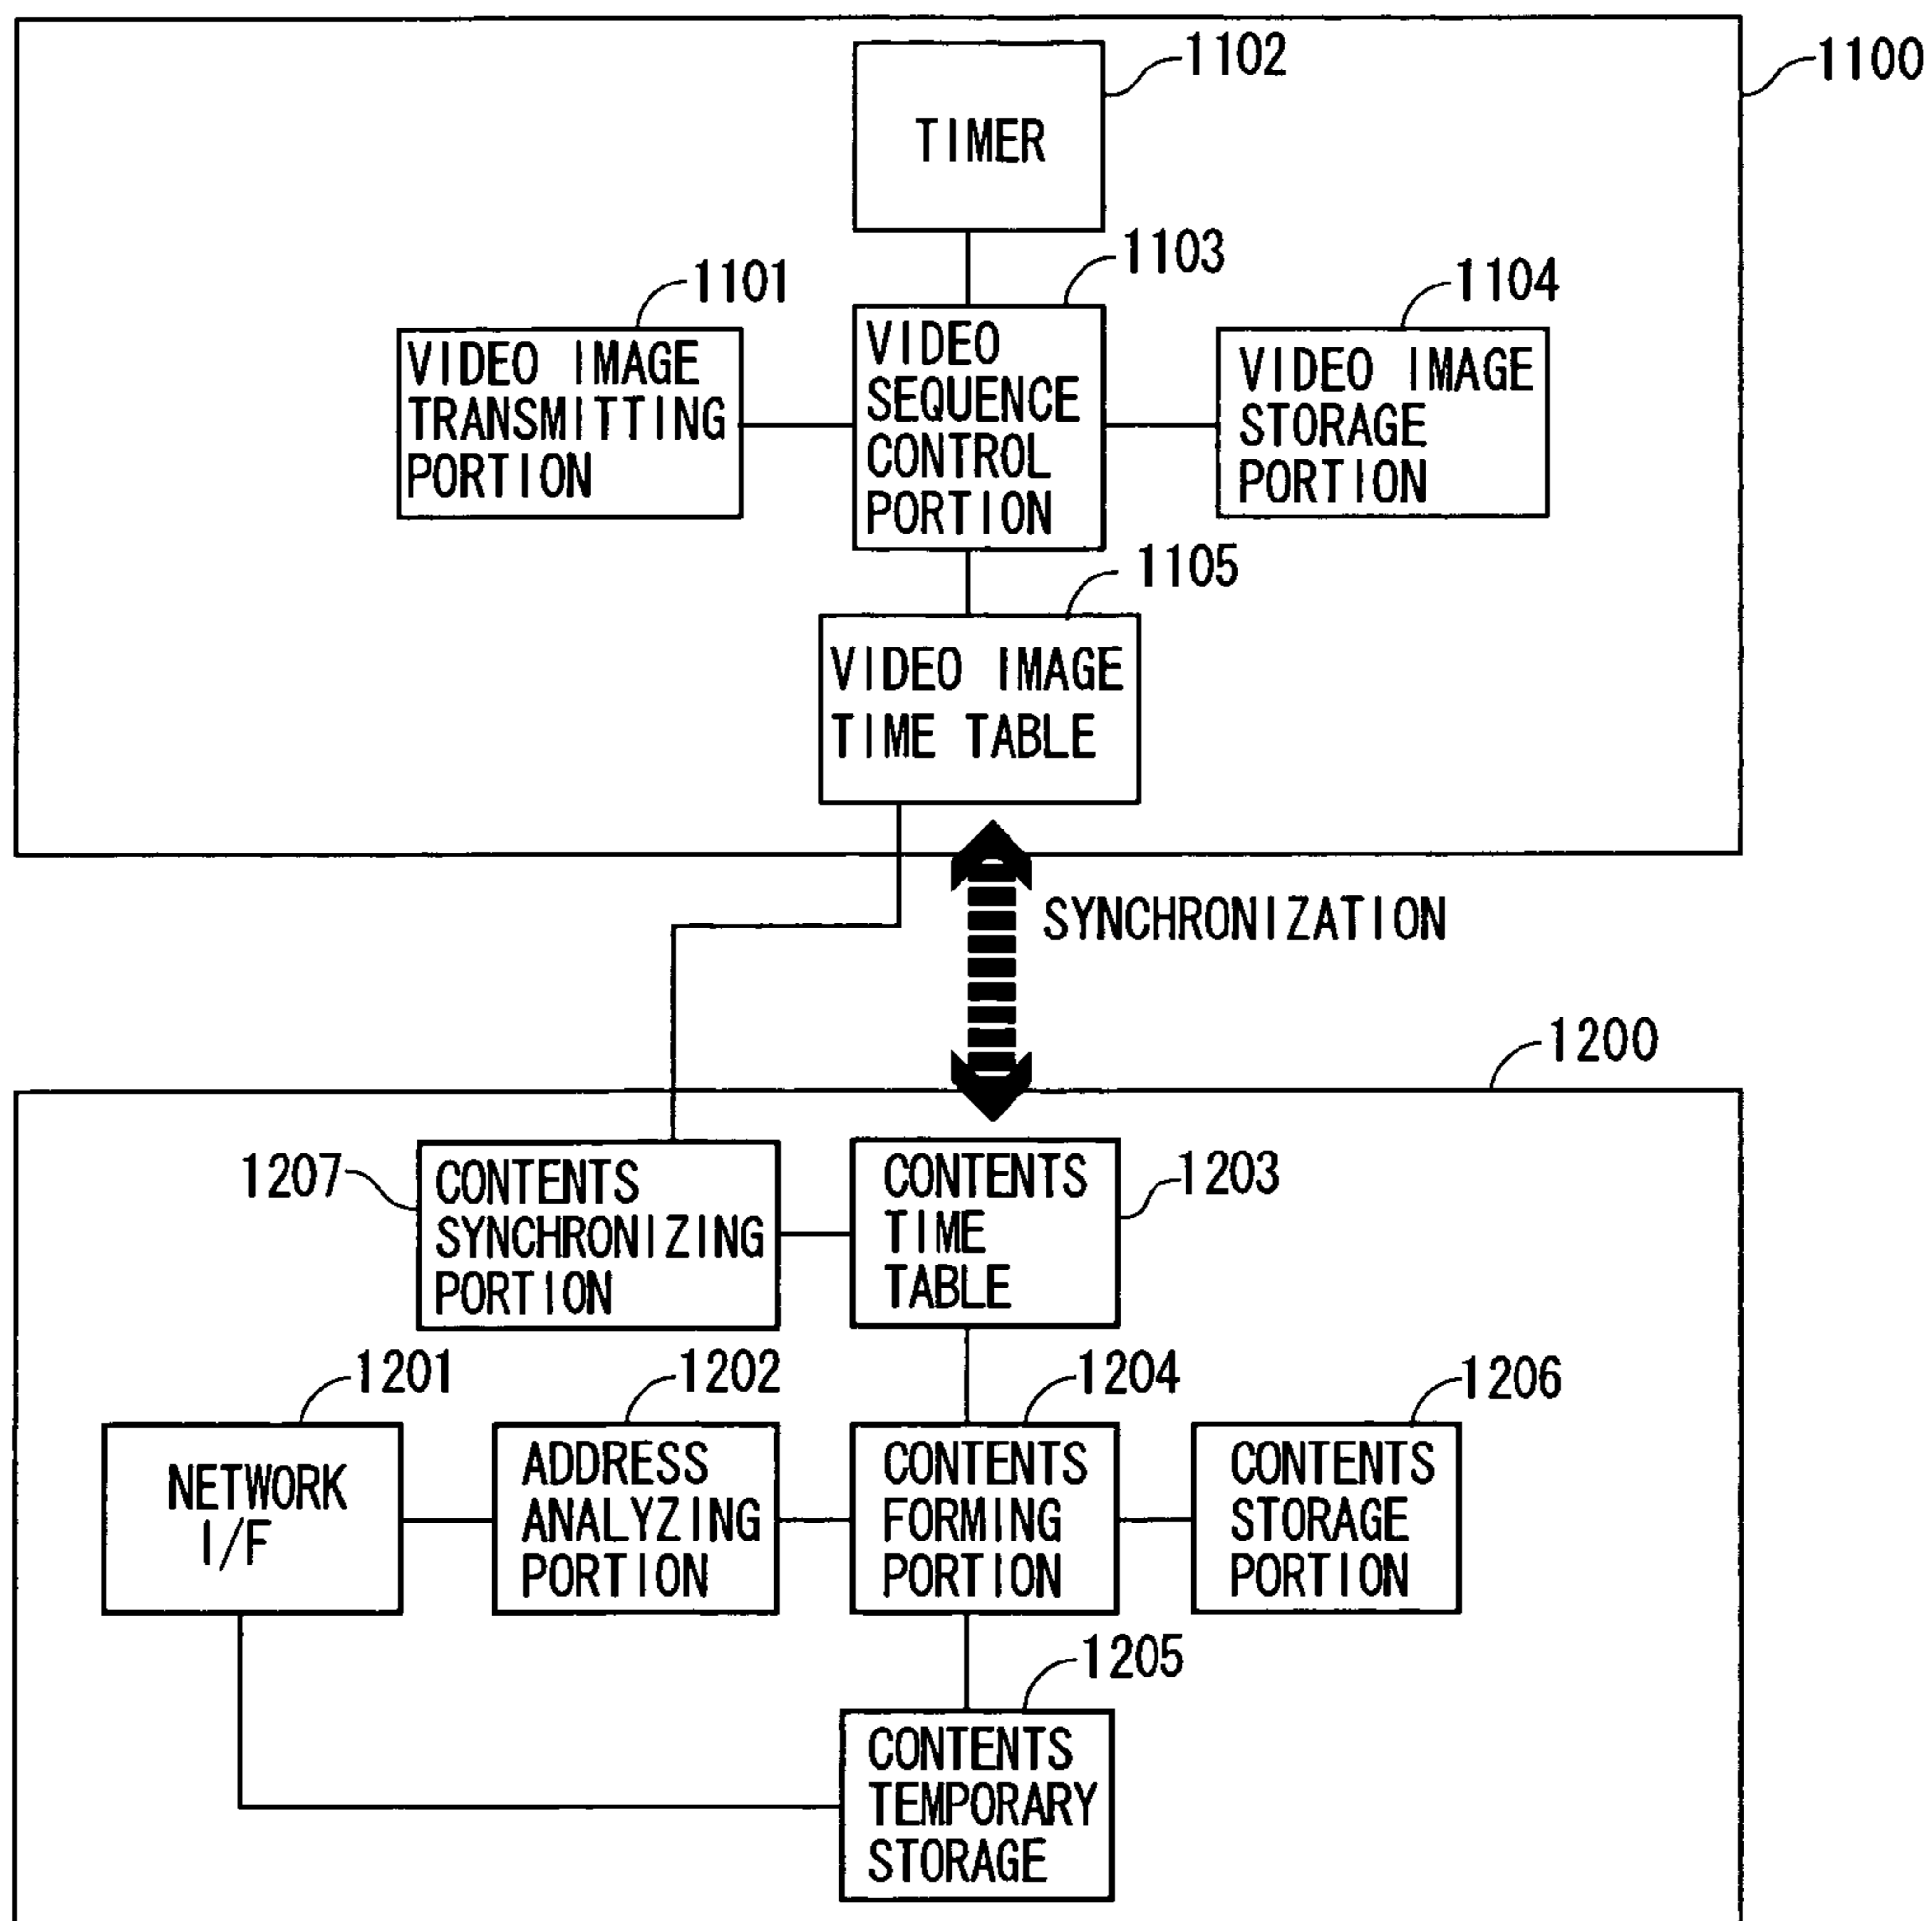 1102
1100
TIMER
1103
1101
1104
VIDEO IMAGE
TRANSMITTING
PORTION
VIDEO
SEQUENCE
CONTROL
PORTION
VIDEO IMAGE
STORAGE
PORTION
1105
VIDEO IMAGE
TIME TABLE
SYNCHRONIZATION
1200
1207
CONTENTS
SYNCHRONIZING
PORTION
CONTENTS
TIME
TABLE
1203
1201
1202
1204
1206
NETWORK
I/F
ADDRESS
ANALYZING
PORTION
CONTENTS
FORMING
PORTION
CONTENTS
STORAGE
PORTION
1205
CONTENTS
TEMPORARY
STORAGE